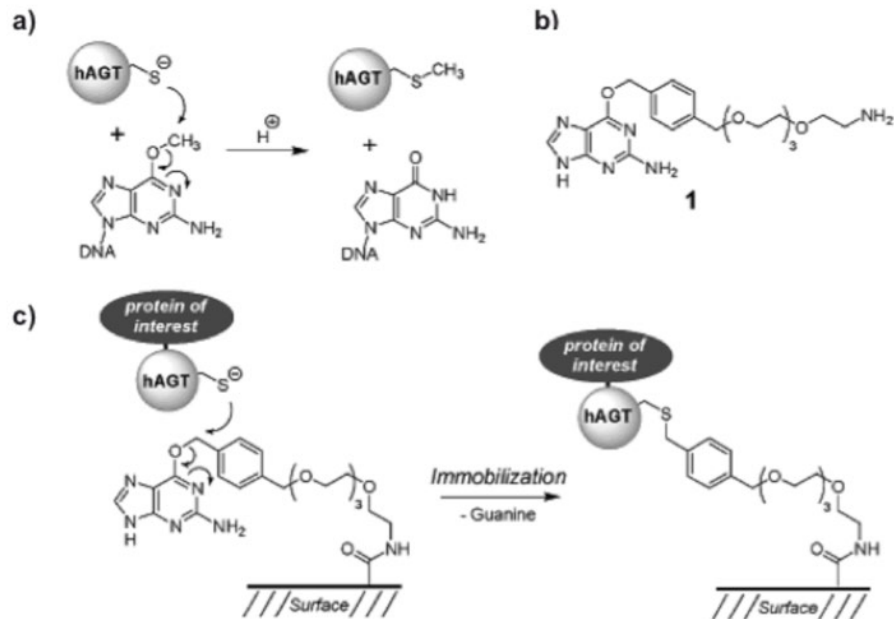 a)
hAGT
S
⊖
+
O
CH₃
N
N
N
N
NH₂
DNA
H
⊕
hAGT
S
CH₃
+
O
N
NH
N
N
NH₂
DNA
b)
O
N
N
N
H
N
NH₂
(O
)₃
O
NH₂
1
c)
protein of
interest
hAGT
S
⊖
O
N
N
N
H
N
NH₂
(O
)₃
O
O
NH
Surface
Immobilization
- Guanine
protein of
interest
hAGT
S
(O
)₃
O
O
NH
Surface